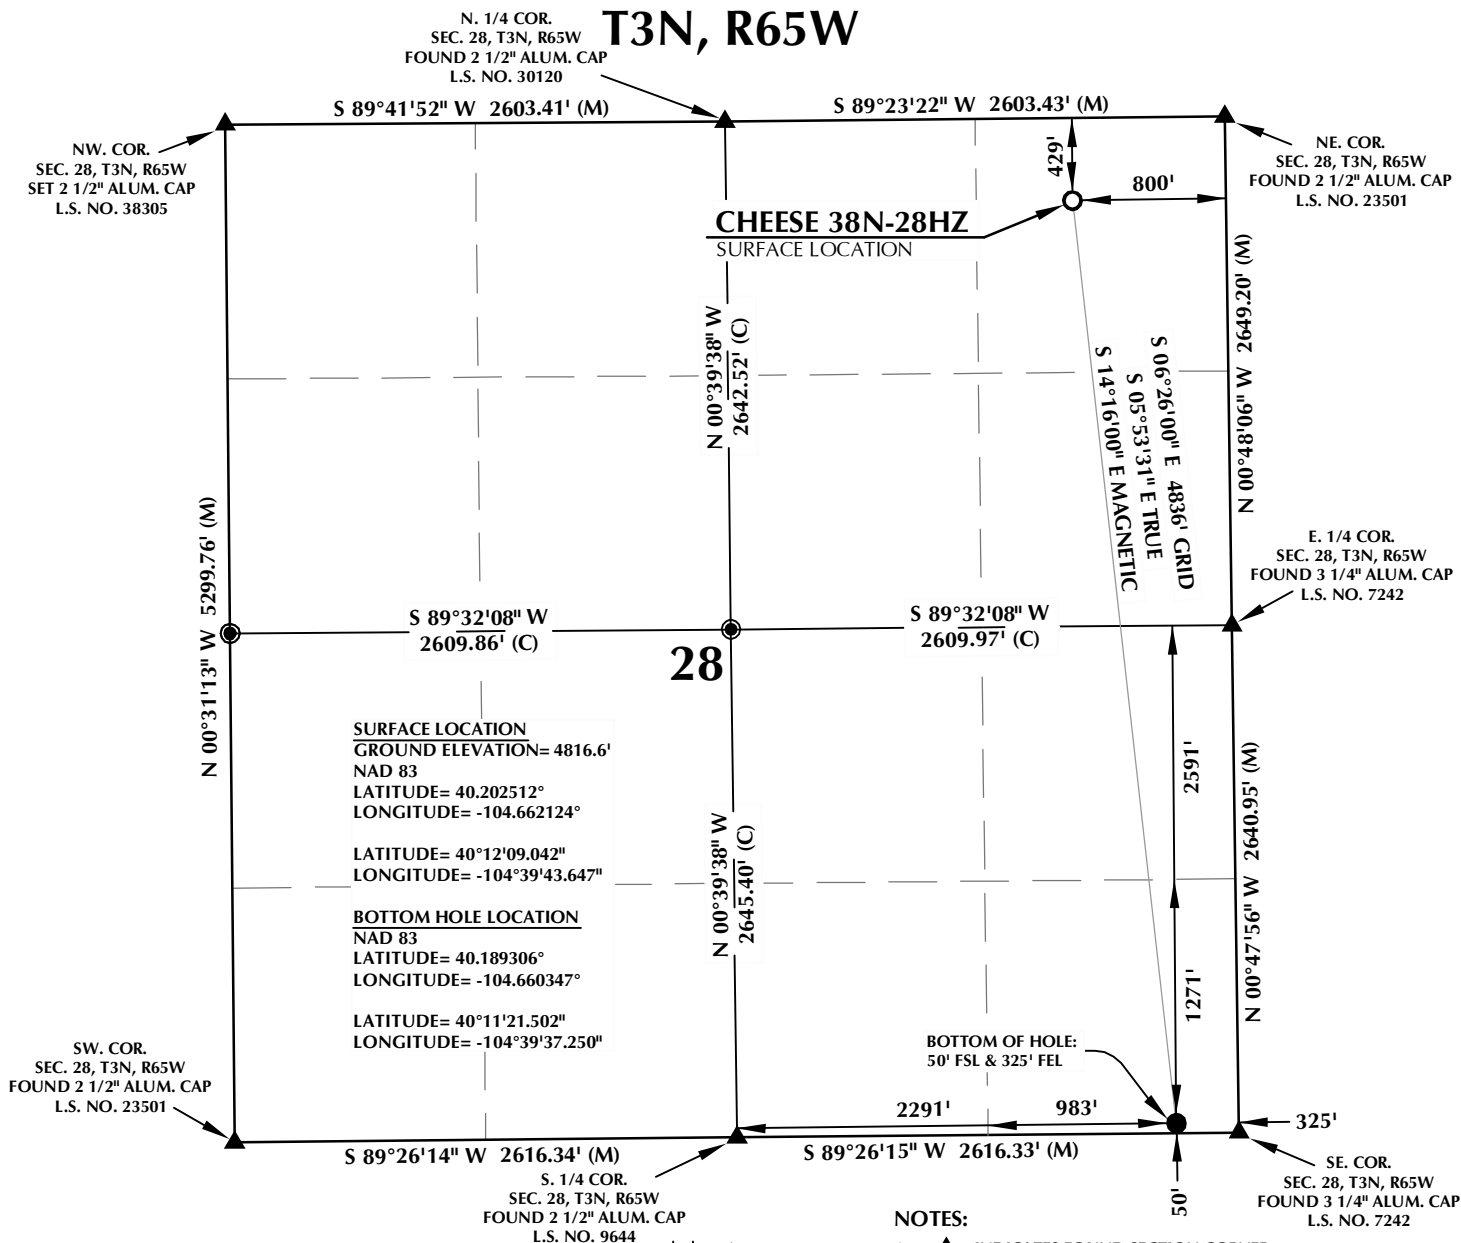 T3N, R65W
N. 1/4 COR.
SEC. 28, T3N, R65W
FOUND 2 1/2" ALUM. CAP
L.S. NO. 30120
S 89°41'52" W 2603.41' (M)
S 89°23'22" W 2603.43' (M)
NW. COR.
SEC. 28, T3N, R65W
SET 2 1/2" ALUM. CAP
L.S. NO. 38305
NE. COR.
SEC. 28, T3N, R65W
FOUND 2 1/2" ALUM. CAP
L.S. NO. 23501
429'
800'
CHEESE 38N-28HZ
SURFACE LOCATION
N 00°39'38" W
2642.52' (C)
N 00°48'06" W 2649.20' (M)
S 06°26'00" E 4836' GRID
S 05°53'31" E TRUE
S 14°16'00" E MAGNETIC
N 00°31'13" W 5299.76' (M)
E. 1/4 COR.
SEC. 28, T3N, R65W
FOUND 3 1/4" ALUM. CAP
L.S. NO. 7242
S 89°32'08" W
2609.86' (C)
S 89°32'08" W
2609.97' (C)
28
SURFACE LOCATION
GROUND ELEVATION= 4816.6'
NAD 83
LATITUDE= 40.202512°
LONGITUDE= -104.662124°
LATITUDE= 40°12'09.042"
LONGITUDE= -104°39'43.647"
BOTTOM HOLE LOCATION
NAD 83
LATITUDE= 40.189306°
LONGITUDE= -104.660347°
LATITUDE= 40°11'21.502"
LONGITUDE= -104°39'37.250"
N 00°39'38" W
2645.40' (C)
2591'
1271'
N 00°47'56" W 2640.95' (M)
BOTTOM OF HOLE:
50' FSL & 325' FEL
SW. COR.
SEC. 28, T3N, R65W
FOUND 2 1/2" ALUM. CAP
L.S. NO. 23501
2291'
983'
325'
50'
S 89°26'14" W 2616.34' (M)
S 89°26'15" W 2616.33' (M)
S. 1/4 COR.
SEC. 28, T3N, R65W
FOUND 2 1/2" ALUM. CAP
L.S. NO. 9644
SE. COR.
SEC. 28, T3N, R65W
FOUND 3 1/4" ALUM. CAP
L.S. NO. 7242
NOTES: